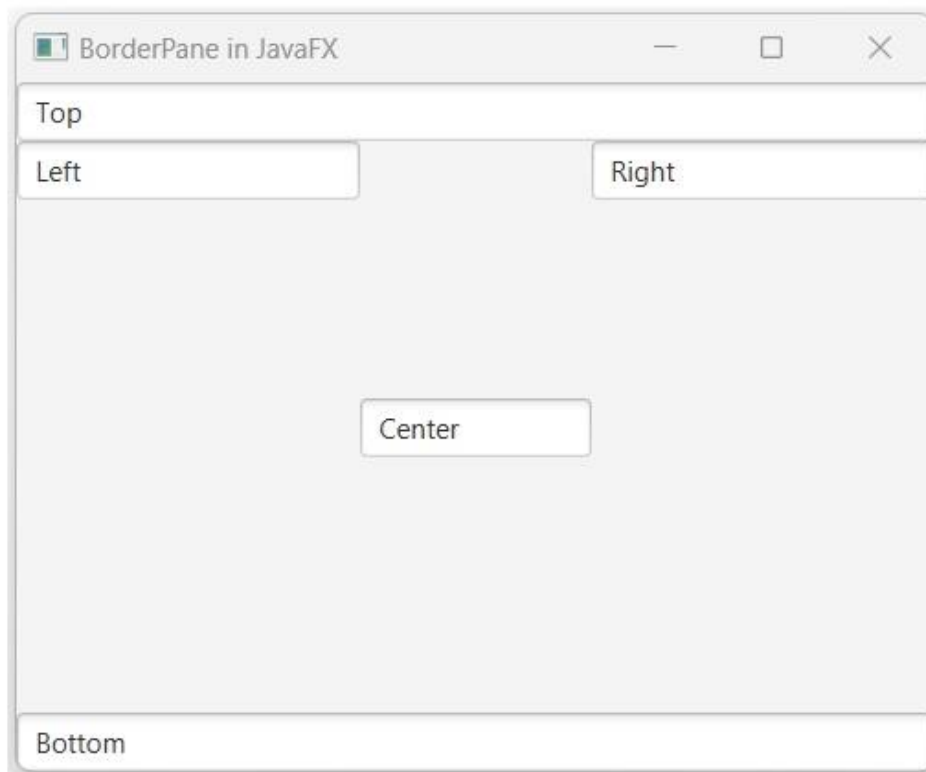 BorderPane in JavaFX
Top
Left
Right
Center
Bottom